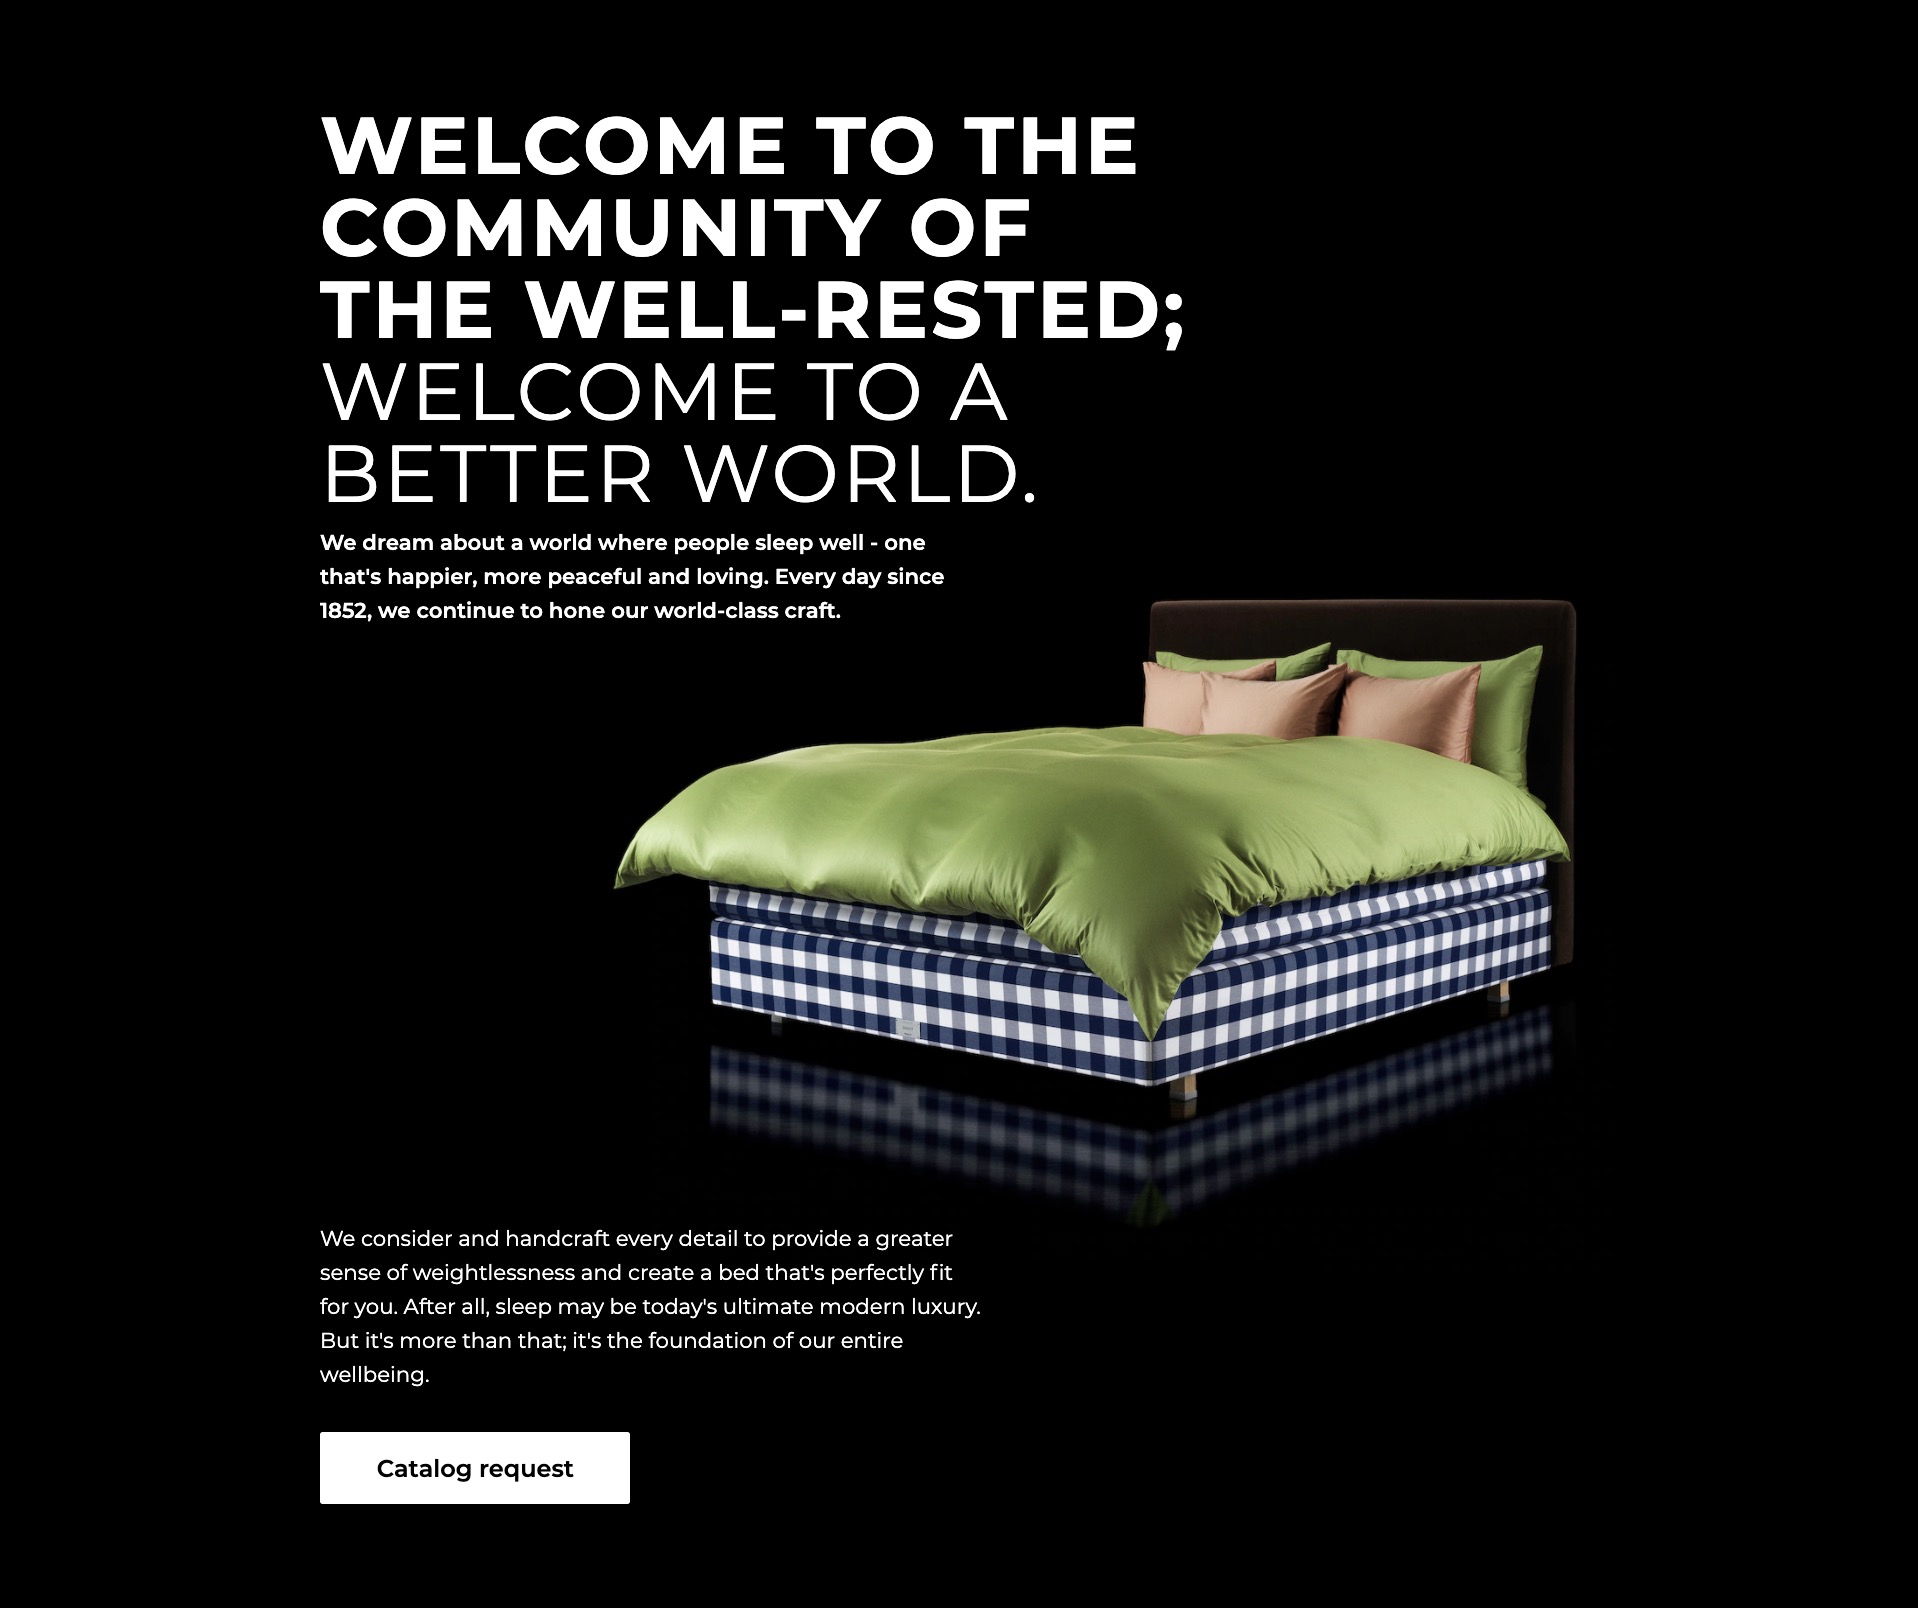 WELCOME TO THE
COMMUNITY OF
THE WELL-RESTED;
WELCOME TO A
BETTER WORLD.
We dream about a world where people sleep well - one
that's happier, more peaceful and loving. Every day since
1852, we continue to hone our world-class craft.
We consider and handcraft every detail to provide a greater
sense of weightlessness and create a bed that's perfectly fit
for you. After all, sleep may be today's ultimate modern luxury.
But it's more than that; it's the foundation of our entire
wellbeing.
Catalog request